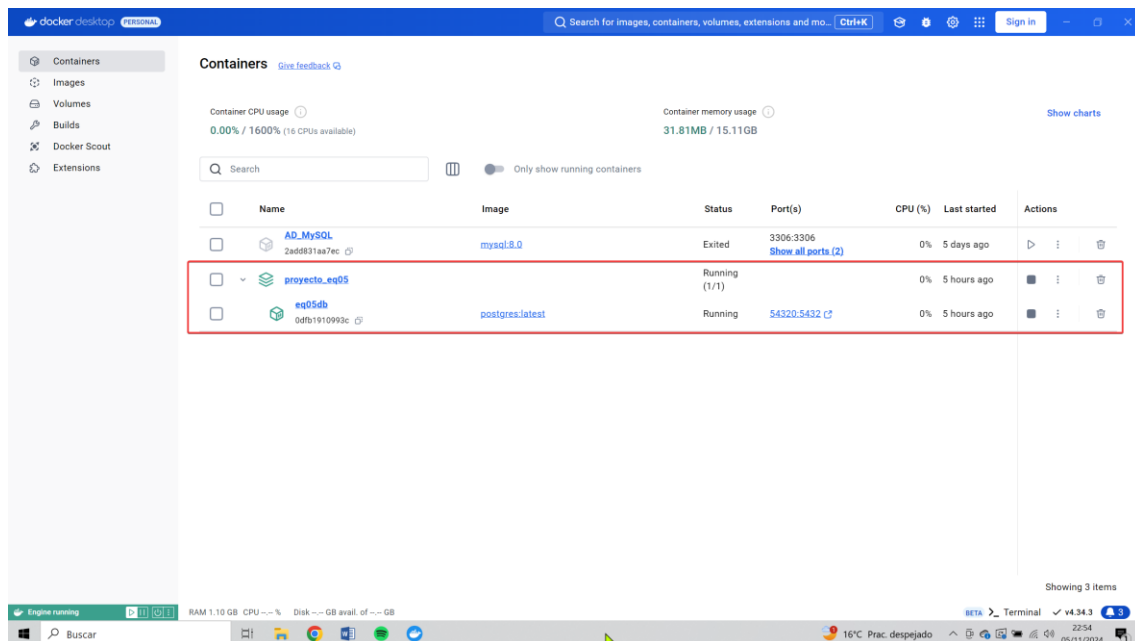 docker desktop PERSONAL
Search for images, containers, volumes, extensions and mo... Ctrl+K
Sign in
Containers
Images
Volumes
Builds
Docker Scout
Extensions
Containers Give feedback
Container CPU usage
0.00% / 1600% (16 CPUs available)
Container memory usage
31.81MB / 15.11GB
Show charts
Search
Only show running containers
Name Image Status Port(s) CPU (%) Last started Actions
AD_MySQL
2add831aa7ec
mysql:8.0
Exited
3306:3306
Show all ports (2)
0% 5 days ago
proyecto_eq05
Running
(1/1)
0% 5 hours ago
eq05db
0dfb1910993c
postgres:latest
Running
54320:5432
0% 5 hours ago
Showing 3 items
Engine running
RAM 1.10 GB CPU --.-- % Disk --.-- GB avail. of --.-- GB
BETA >_ Terminal v4.34.3 3
Buscar
16°C Prac. despejado
22:54
05/11/2024